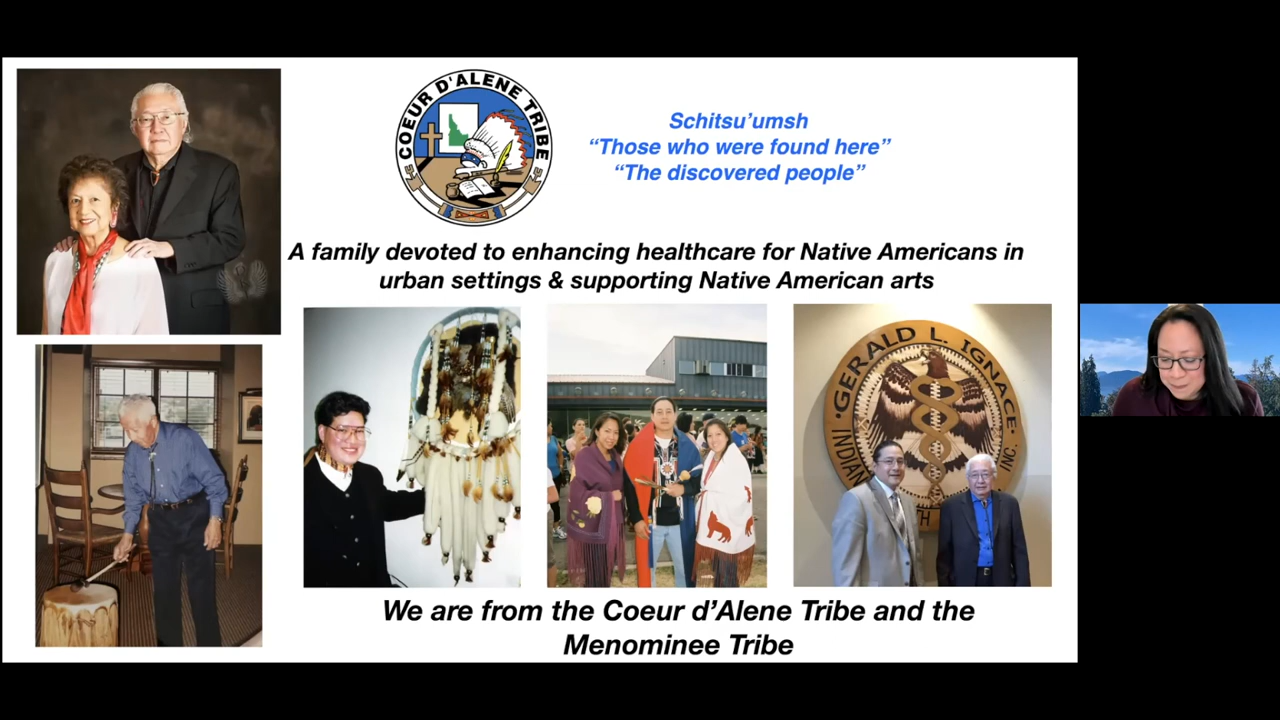 COEUR D'ALENE TRIBE
Schitsu'umsh
“Those who were found here”
“The discovered people”
A family devoted to enhancing healthcare for Native Americans in
urban settings & supporting Native American arts
·GERALD L. IGNACE
INDIAN
INC.·
We are from the Coeur d'Alene Tribe and the
Menominee Tribe